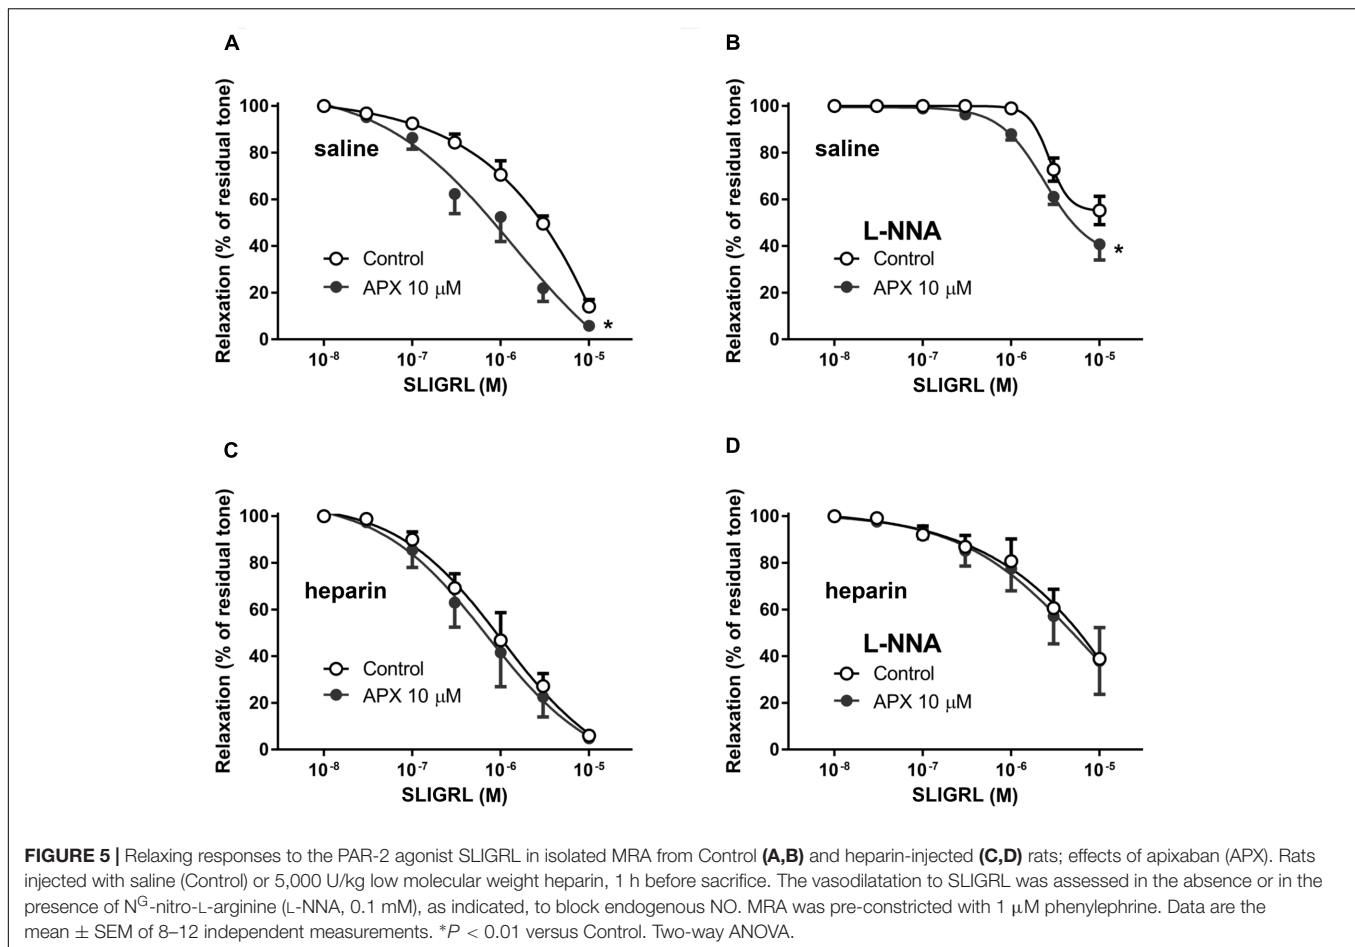 A
Relaxation (% of residual tone)
100
80
60
40
20
0
saline
Control
APX 10 μM
*
10⁻⁸ 10⁻⁷ 10⁻⁶ 10⁻⁵
SLIGRL (M)
B
Relaxation (% of residual tone)
100
80
60
40
20
0
saline
L-NNA
Control
APX 10 μM
*
10⁻⁸ 10⁻⁷ 10⁻⁶ 10⁻⁵
SLIGRL (M)
C
Relaxation (% of residual tone)
100
80
60
40
20
0
heparin
Control
APX 10 μM
10⁻⁸ 10⁻⁷ 10⁻⁶ 10⁻⁵
SLIGRL (M)
D
Relaxation (% of residual tone)
100
80
60
40
20
0
heparin
L-NNA
Control
APX 10 μM
10⁻⁸ 10⁻⁷ 10⁻⁶ 10⁻⁵
SLIGRL (M)
FIGURE 5 | Relaxing responses to the PAR-2 agonist SLIGRL in isolated MRA from Control (A,B) and heparin-injected (C,D) rats; effects of apixaban (APX). Rats
injected with saline (Control) or 5,000 U/kg low molecular weight heparin, 1 h before sacrifice. The vasodilatation to SLIGRL was assessed in the absence or in the
presence of Nᴳ-nitro-L-arginine (L-NNA, 0.1 mM), as indicated, to block endogenous NO. MRA was pre-constricted with 1 μM phenylephrine. Data are the
mean ± SEM of 8–12 independent measurements. *P < 0.01 versus Control. Two-way ANOVA.